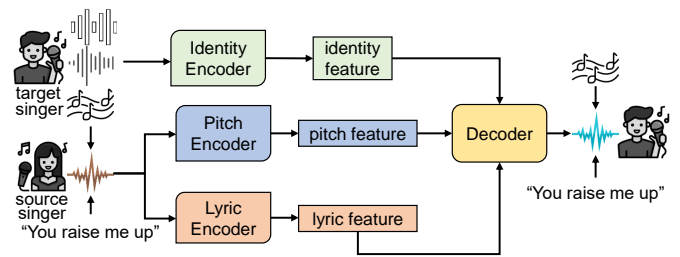 target
singer
Identity
Encoder
identity
feature
source
singer
"You raise me up"
Pitch
Encoder
pitch feature
Lyric
Encoder
lyric feature
Decoder
"You raise me up"